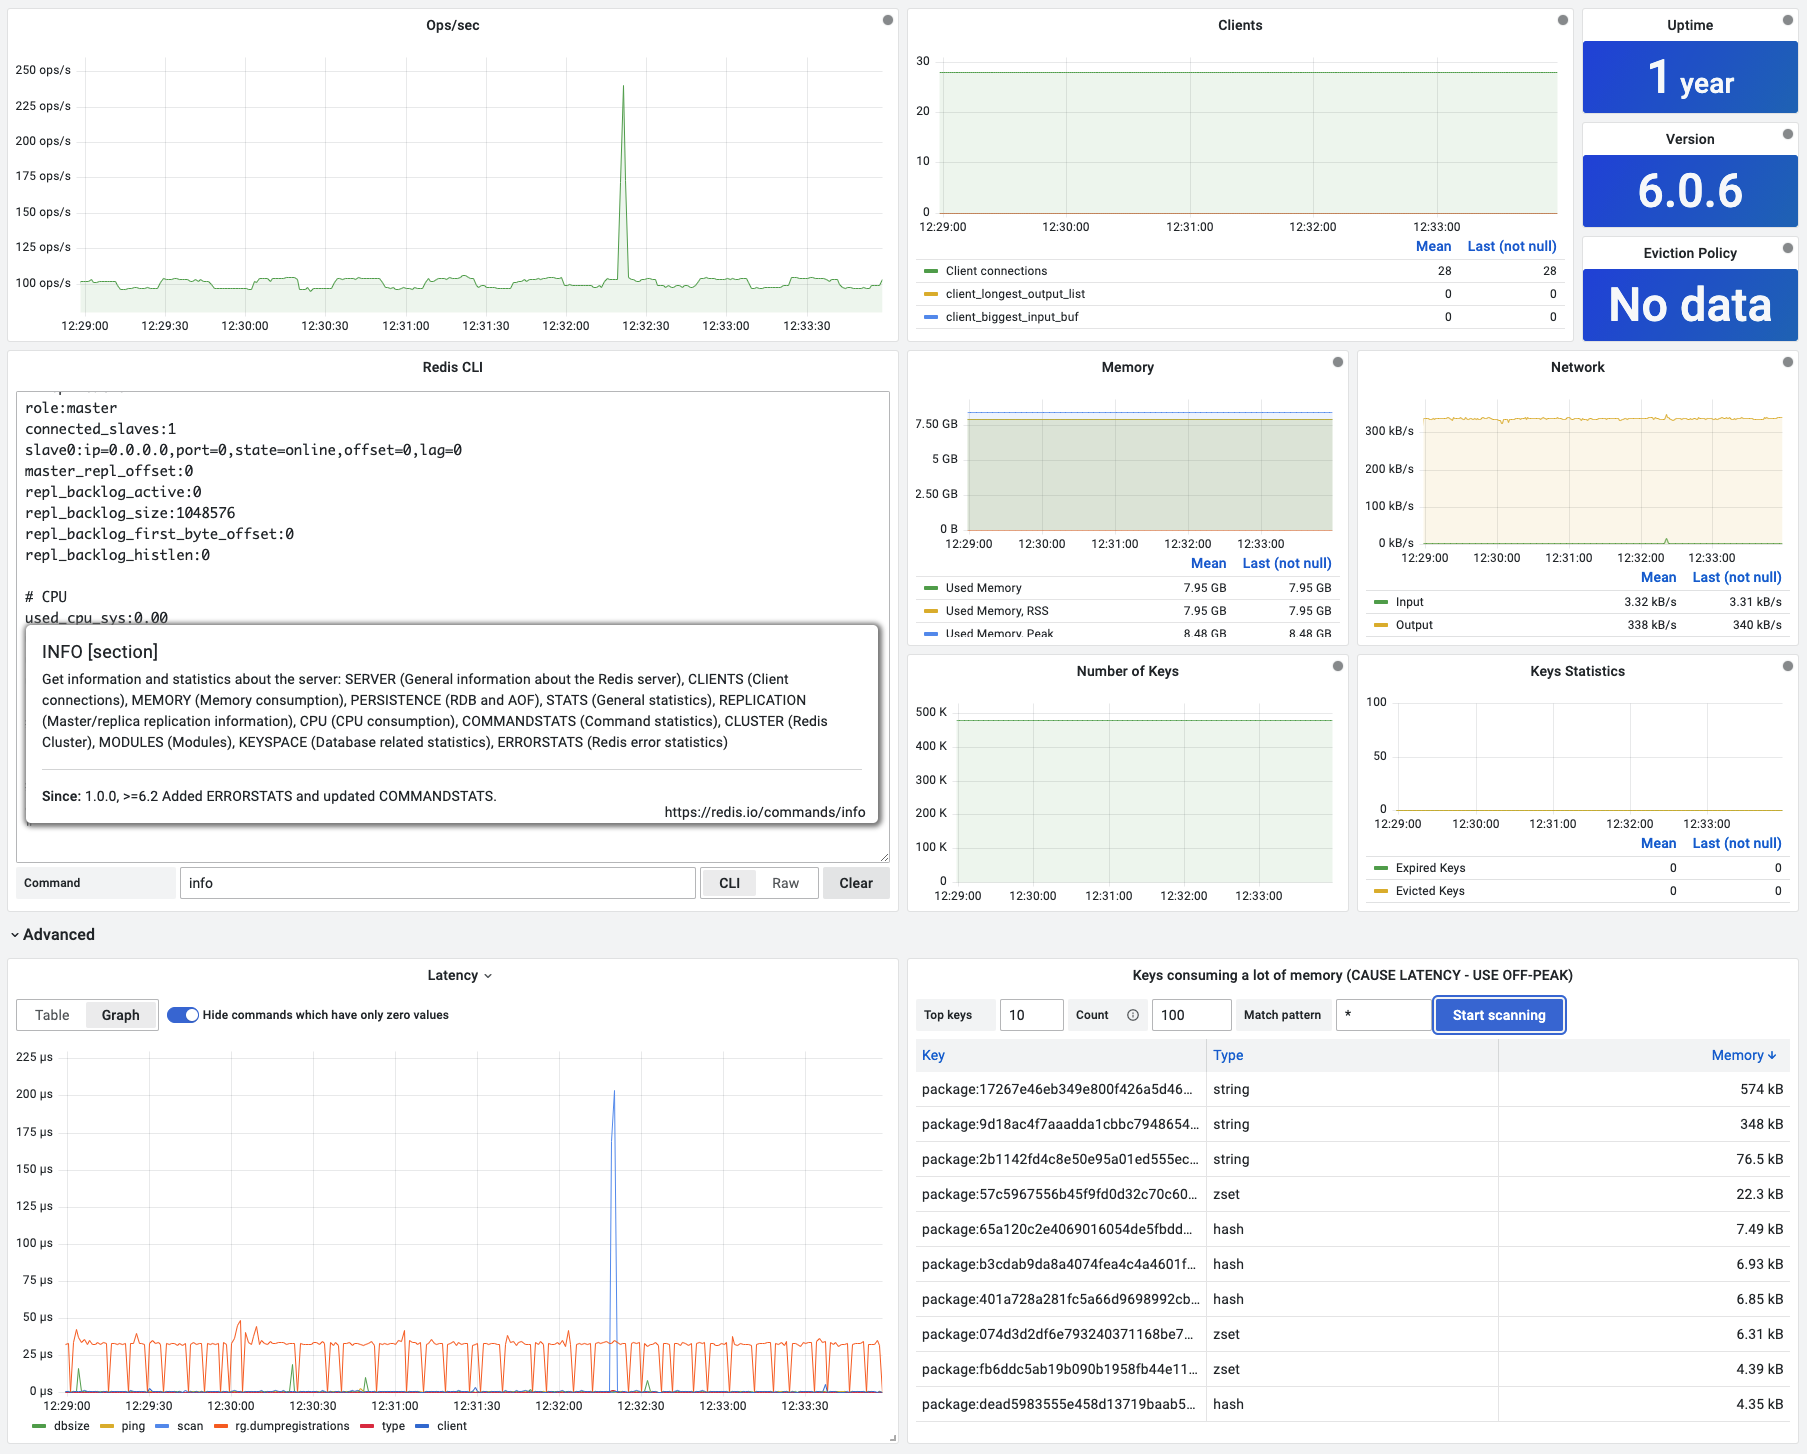 Ops/sec
250 ops/s
225 ops/s
200 ops/s
175 ops/s
150 ops/s
125 ops/s
100 ops/s
12:29:00 12:29:30 12:30:00 12:30:30 12:31:00 12:31:30 12:32:00 12:32:30 12:33:00 12:33:30
Clients
30
20
10
0
12:29:00 12:30:00 12:31:00 12:32:00 12:33:00
Mean Last (not null)
Client connections 28 28
client_longest_output_list 0 0
client_biggest_input_buf 0 0
Uptime
1 year
Version
6.0.6
Eviction Policy
No data
Redis CLI
role:master
connected_slaves:1
slave0:ip=0.0.0.0,port=0,state=online,offset=0,lag=0
master_repl_offset:0
repl_backlog_active:0
repl_backlog_size:1048576
repl_backlog_first_byte_offset:0
repl_backlog_histlen:0
# CPU
used_cpu_sys:0.00
INFO [section]
Get information and statistics about the server: SERVER (General information about the Redis server), CLIENTS (Client
connections), MEMORY (Memory consumption), PERSISTENCE (RDB and AOF), STATS (General statistics), REPLICATION
(Master/replica replication information), CPU (CPU consumption), COMMANDSTATS (Command statistics), CLUSTER (Redis
Cluster), MODULES (Modules), KEYSPACE (Database related statistics), ERRORSTATS (Redis error statistics)
Since: 1.0.0, >=6.2 Added ERRORSTATS and updated COMMANDSTATS.
https://redis.io/commands/info
Command info CLI Raw Clear
Memory
7.50 GB
5 GB
2.50 GB
0 B
12:29:00 12:30:00 12:31:00 12:32:00 12:33:00
Mean Last (not null)
Used Memory 7.95 GB 7.95 GB
Used Memory, RSS 7.95 GB 7.95 GB
Used Memory, Peak 8.48 GB 8.48 GB
Network
300 kB/s
200 kB/s
100 kB/s
0 kB/s
12:29:00 12:30:00 12:31:00 12:32:00 12:33:00
Mean Last (not null)
Input 3.32 kB/s 3.31 kB/s
Output 338 kB/s 340 kB/s
Number of Keys
500 K
400 K
300 K
200 K
100 K
0
12:29:00 12:30:00 12:31:00 12:32:00 12:33:00
Keys Statistics
100
50
0
12:29:00 12:30:00 12:31:00 12:32:00 12:33:00
Mean Last (not null)
Expired Keys 0 0
Evicted Keys 0 0
Advanced
Latency
Table Graph Hide commands which have only zero values
225 µs
200 µs
175 µs
150 µs
125 µs
100 µs
75 µs
50 µs
25 µs
0 µs
12:29:00 12:29:30 12:30:00 12:30:30 12:31:00 12:31:30 12:32:00 12:32:30 12:33:00 12:33:30
dbsize ping scan rg.dumpregistrations type client
Keys consuming a lot of memory (CAUSE LATENCY - USE OFF-PEAK)
Top keys 10 Count 100 Match pattern * Start scanning
Key Type Memory
package:17267e46eb349e800f426a5d46... string 574 kB
package:9d18ac4f7aaadda1cbbc7948654... string 348 kB
package:2b1142fd4c8e50e95a01ed555ec... string 76.5 kB
package:57c5967556b45f9fd0d32c70c60... zset 22.3 kB
package:65a120c2e4069016054de5fbdd... hash 7.49 kB
package:b3cdab9da8a4074fea4c4a4601f... hash 6.93 kB
package:401a728a281fc5a66d9698992cb... hash 6.85 kB
package:074d3d2df6e793240371168be7... zset 6.31 kB
package:fb6ddc5ab19b090b1958fb44e11... zset 4.39 kB
package:dead5983555e458d13719baab5... hash 4.35 kB